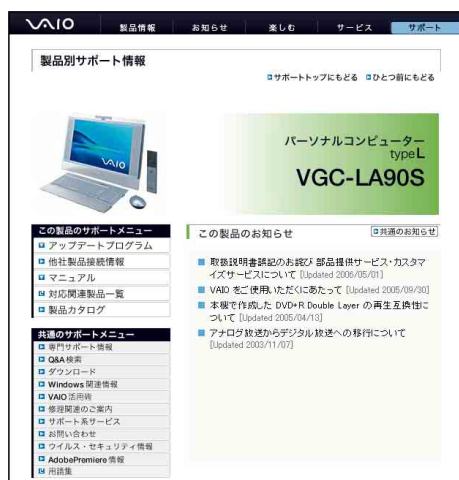 VAIO 製品情報 お知らせ 楽しむ サービス サポート
製品別サポート情報
サポートトップにもどる ひとつ前にもどる
パーソナルコンピューター
type L
VGC-LA90S
VAIO
この製品のサポートメニュー
アップデートプログラム
他社製品接続情報
マニュアル
対応関連製品一覧
製品カタログ
共通のサポートメニュー
専門サポート情報
Q&A検索
ダウンロード
Windows 関連情報
VAIO 活用術
修理関連のご案内
サポート系サービス
お問い合わせ
ウイルス・セキュリティ情報
AdobePremiere 情報
用語集
この製品のお知らせ 共通のお知らせ
取扱説明書誤記のお詫び 部品提供サービス・カスタマ
イズサービスについて [Updated 2006/05/01]
VAIO をご使用いただくにあたって [Updated 2005/09/30]
本機で作成した DVD+R Double Layer の再生互換性に
ついて [Updated 2005/04/13]
アナログ放送からデジタル放送への移行について
[Updated 2003/11/07]